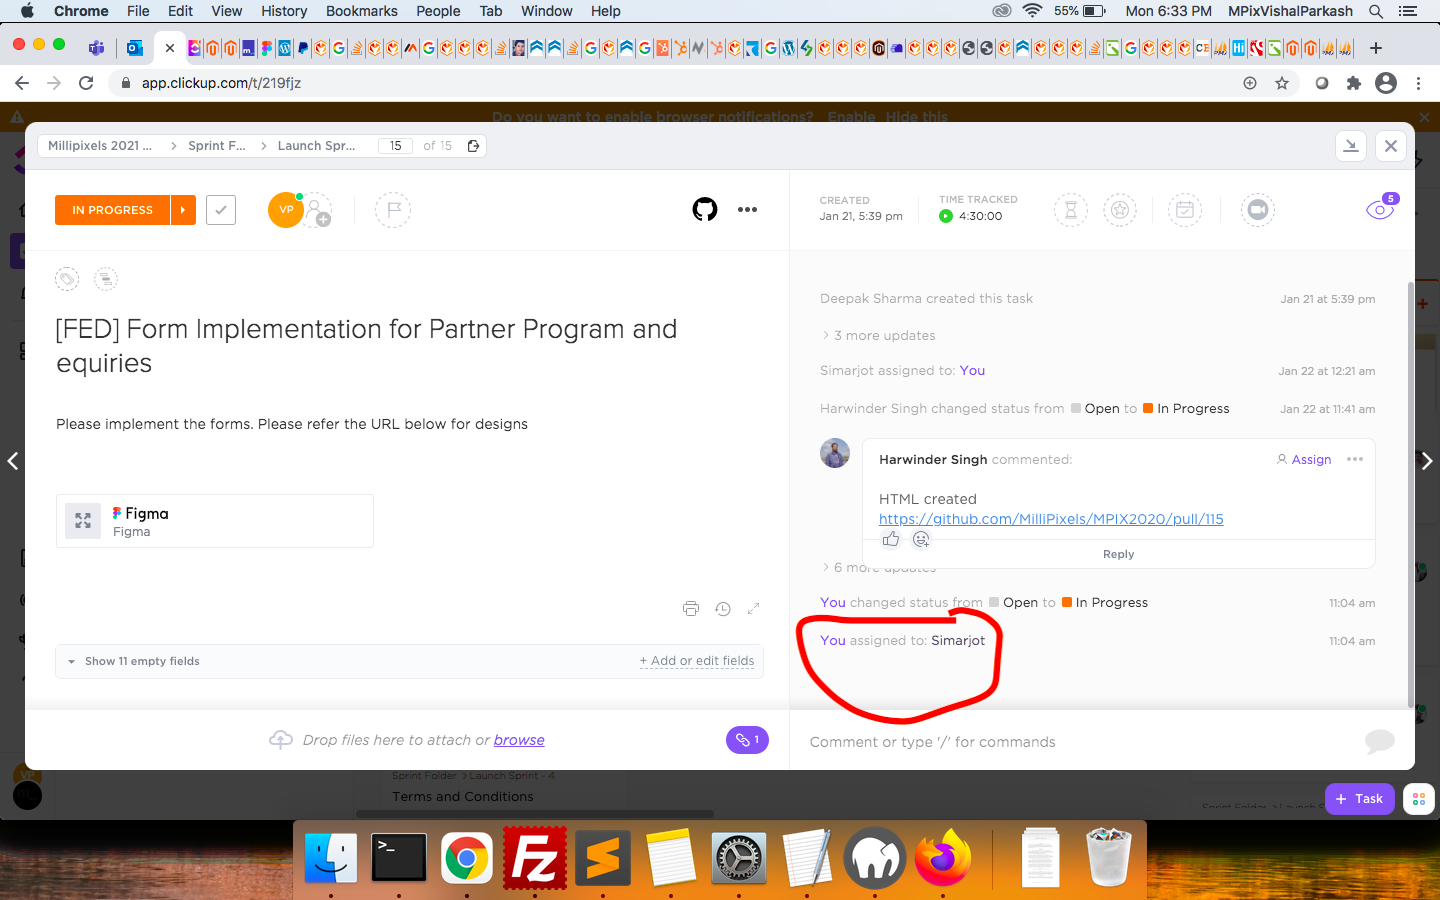 Chrome File Edit View History Bookmarks People Tab Window Help 55% Mon 6:33 PM MPixVishalParkash
app.clickup.com/t/219fjz
Do you want to enable browser notifications? Enable Hide this
Millipixels 2021 ... > Sprint F... > Launch Spr... 15 of 15
IN PROGRESS
VP
CREATED
Jan 21, 5:39 pm
TIME TRACKED
4:30:00
5
[FED] Form Implementation for Partner Program and
equiries
Please implement the forms. Please refer the URL below for designs
Figma
Figma
Show 11 empty fields
+ Add or edit fields
Drop files here to attach or browse
1
Deepak Sharma created this task Jan 21 at 5:39 pm
> 3 more updates
Simarjot assigned to: You Jan 22 at 12:21 am
Harwinder Singh changed status from Open to In Progress Jan 22 at 11:41 am
Harwinder Singh commented: Assign
HTML created
https://github.com/MilliPixels/MPIX2020/pull/115
Reply
> 6 more updates
You changed status from Open to In Progress 11:04 am
You assigned to: Simarjot 11:04 am
Comment or type '/' for commands
VP
Sprint Folder > Launch Sprint - 4
Terms and Conditions
Sprint Folder > Launch S
+ Task